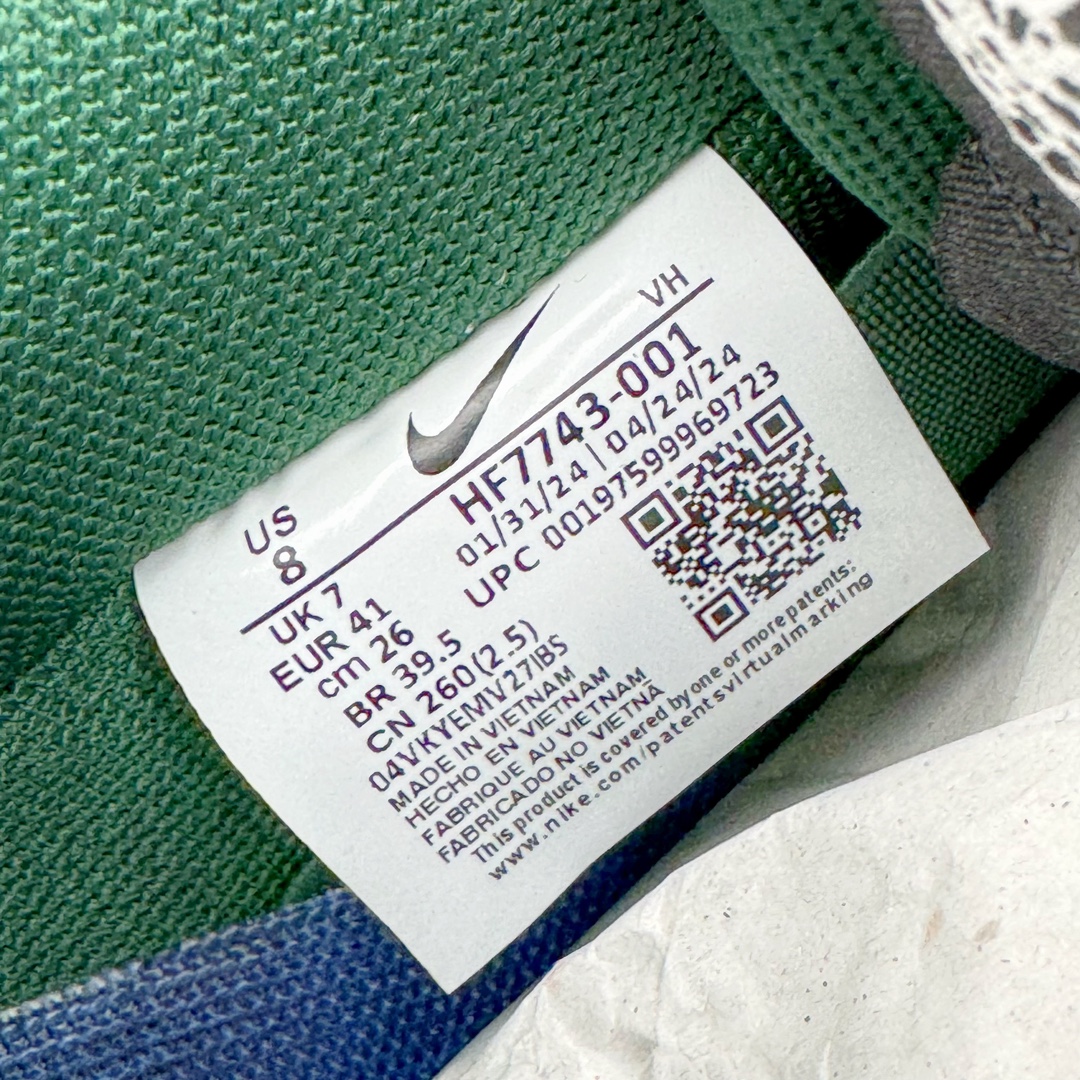 VH
US
8
HF7743-001
01/31/24 | 04/24/24
UPC 00197599969723
UK 7
EUR 41
cm 26
BR 39.5
CN 260(2.5)
MADE IN VIETNAM
HECHO EN VIETNAM
FABRIQUE AU VIETNAM
FABRICADO NO VIETNÃ
This product is covered by one or more patents:
www.nike.com/patentsvirtualmarking